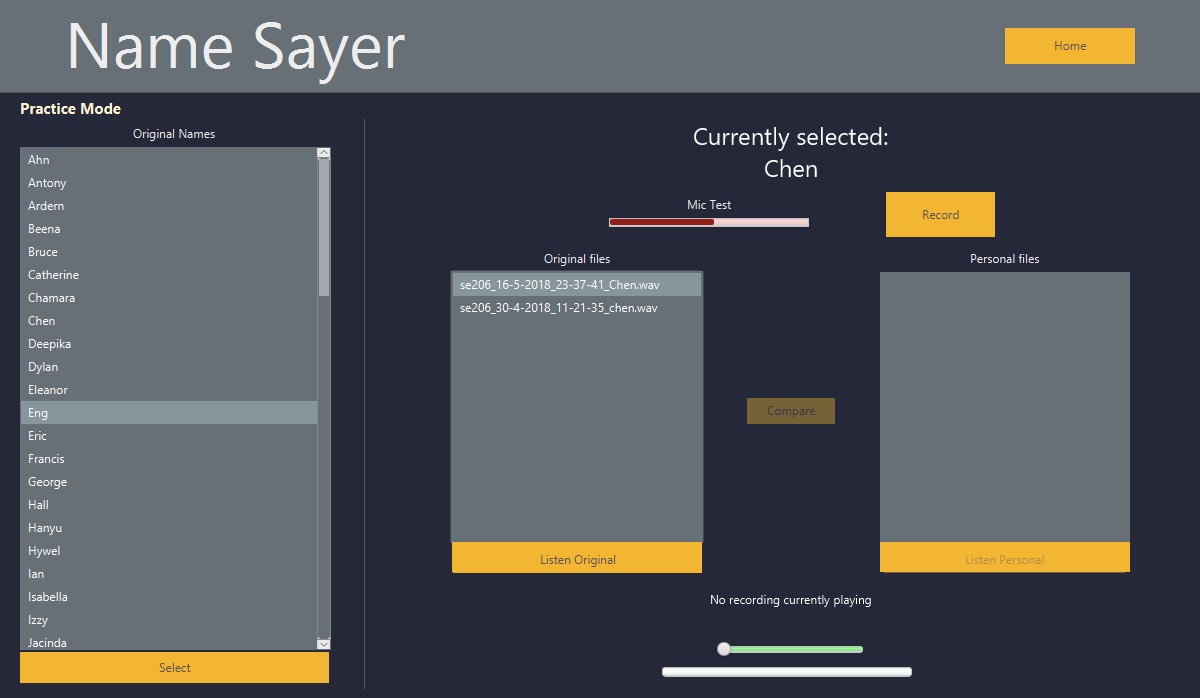 Name Sayer
Home
Practice Mode
Original Names
Ahn
Antony
Ardern
Beena
Bruce
Catherine
Chamara
Chen
Deepika
Dylan
Eleanor
Eng
Eric
Francis
George
Hall
Hanyu
Hywel
Ian
Isabella
Izzy
Jacinda
Select
Currently selected:
Chen
Mic Test
Record
Original files
se206_16-5-2018_23-37-41_Chen.wav
se206_30-4-2018_11-21-35_chen.wav
Listen Original
Compare
Personal files
Listen Personal
No recording currently playing